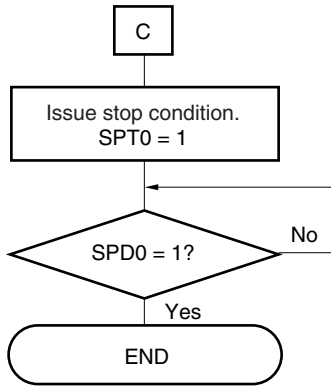 C
Issue stop condition.
SPT0 = 1
SPD0 = 1?
No
Yes
END